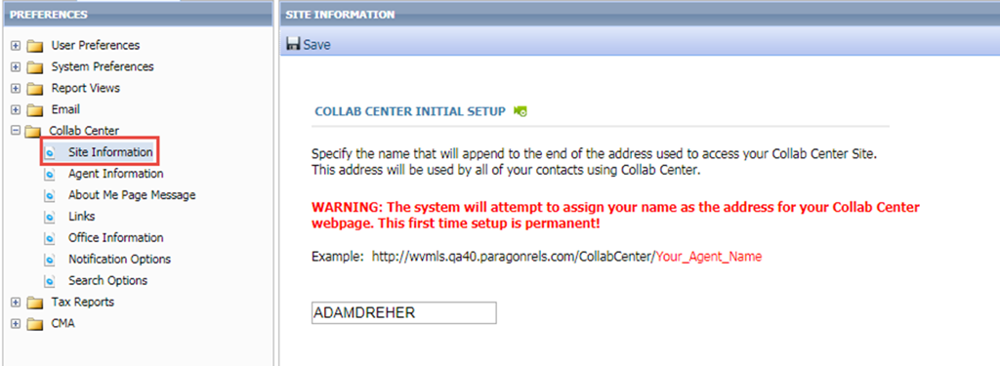 PREFERENCES
User Preferences
System Preferences
Report Views
Email
Collab Center
Site Information
Agent Information
About Me Page Message
Links
Office Information
Notification Options
Search Options
Tax Reports
CMA
SITE INFORMATION
Save
COLLAB CENTER INITIAL SETUP
Specify the name that will append to the end of the address used to access your Collab Center Site.
This address will be used by all of your contacts using Collab Center.
WARNING: The system will attempt to assign your name as the address for your Collab Center
webpage. This first time setup is permanent!
Example: http://wvmls.qa40.paragonrels.com/CollabCenter/Your_Agent_Name
ADAMDREHER